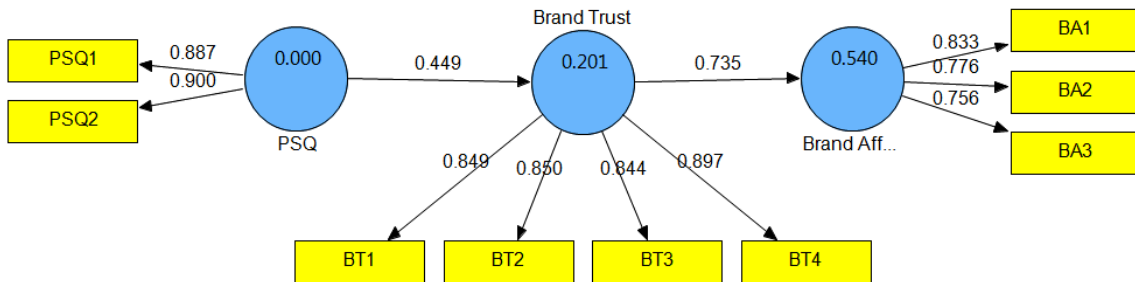 Brand Trust
PSQ1
0.887
0.900
PSQ2
0.000
PSQ
0.449
0.201
0.735
0.540
Brand Aff...
0.833
0.776
0.756
BA1
BA2
BA3
0.849
0.850
0.844
0.897
BT1
BT2
BT3
BT4